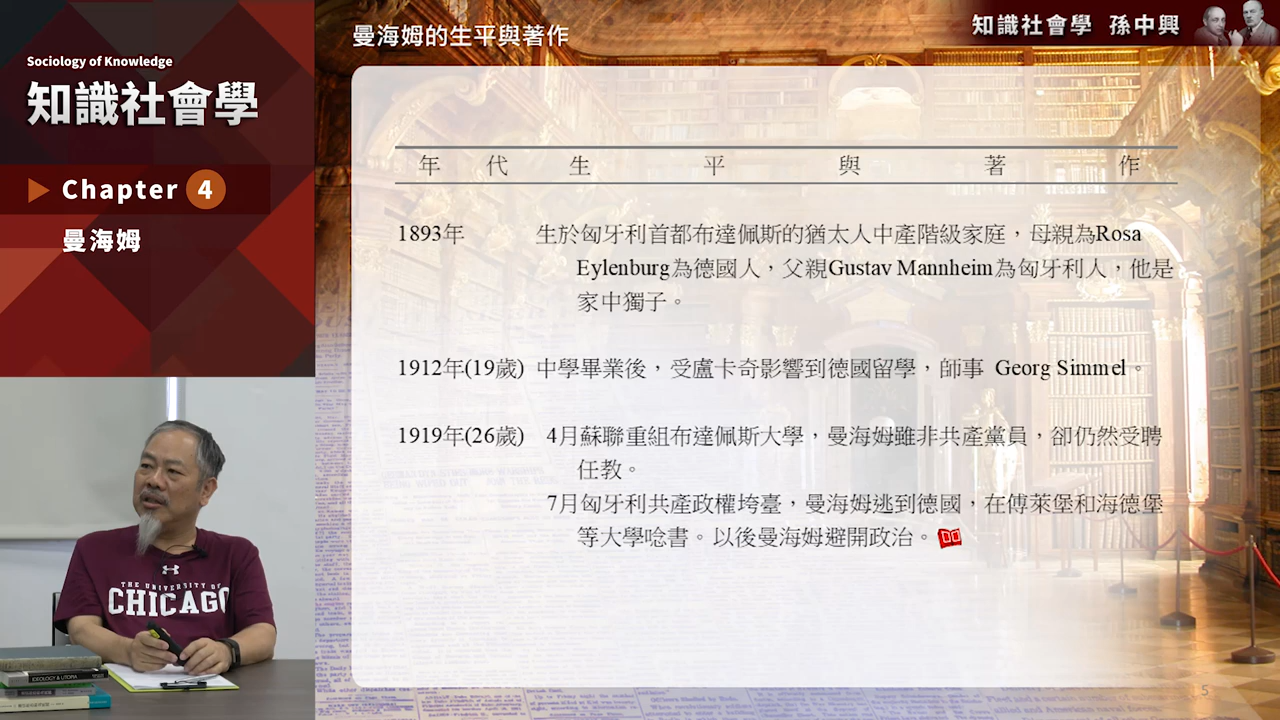 Sociology of Knowledge
知識社會學
Chapter 4
曼海姆
曼海姆的生平與著作
知識社會學 孫中興
年 代 生 平 與 著 作
1893年 生於匈牙利首都布達佩斯的猶太人中產階級家庭，母親為Rosa
Eylenburg為德國人，父親Gustav Mannheim為匈牙利人，他是
家中獨子。
1912年(19歲) 中學畢業後，受盧卡奇影響到德國留學，師事 Georg Simmel。
1919年(26歲) 4月蘇聯重組布達佩斯大學，曼海姆雖非共產黨員，卻仍然受聘
任教。
7月匈牙利共產政權垮臺，曼海姆逃到德國，在傅萊堡和海德堡
等大學唸書。以後曼海姆避開政治。
THE UNIVERSITY OF
CHICAGO
IDEOLOGY & UTOPIA
5